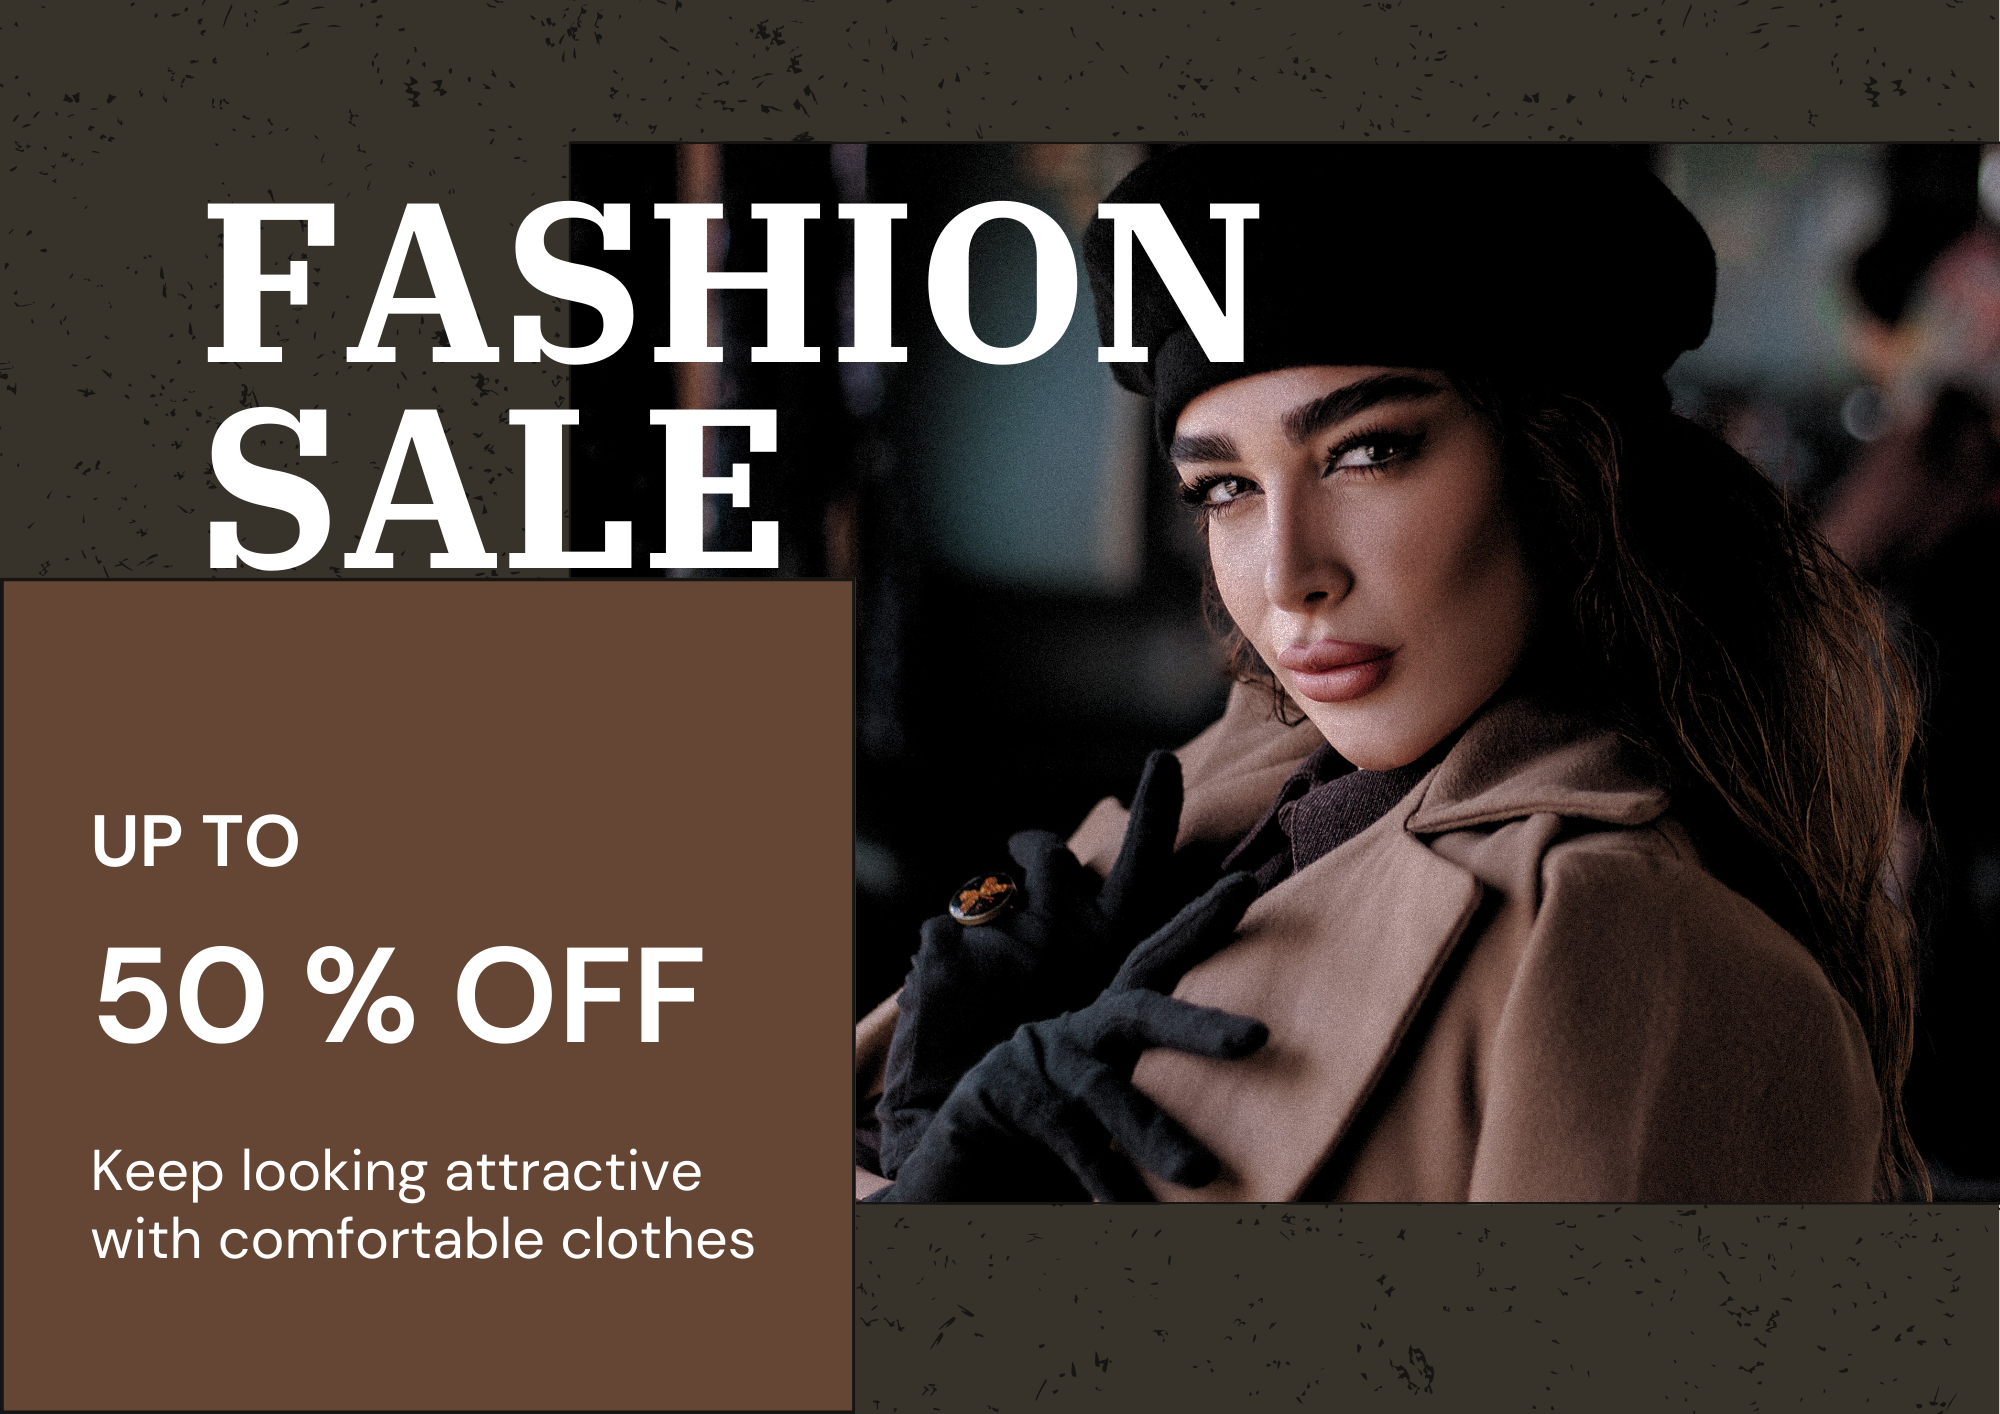 FASHION
SALE
UP TO
50 % OFF
Keep looking attractive
with comfortable clothes